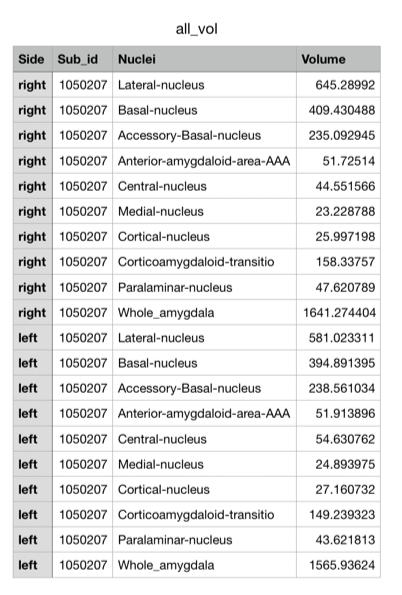 all_vol
Side Sub_id Nuclei Volume
right 1050207 Lateral-nucleus 645.28992
right 1050207 Basal-nucleus 409.430488
right 1050207 Accessory-Basal-nucleus 235.092945
right 1050207 Anterior-amygdaloid-area-AAA 51.72514
right 1050207 Central-nucleus 44.551566
right 1050207 Medial-nucleus 23.228788
right 1050207 Cortical-nucleus 25.997198
right 1050207 Corticoamygdaloid-transitio 158.33757
right 1050207 Paralaminar-nucleus 47.620789
right 1050207 Whole_amygdala 1641.274404
left 1050207 Lateral-nucleus 581.023311
left 1050207 Basal-nucleus 394.891395
left 1050207 Accessory-Basal-nucleus 238.561034
left 1050207 Anterior-amygdaloid-area-AAA 51.913896
left 1050207 Central-nucleus 54.630762
left 1050207 Medial-nucleus 24.893975
left 1050207 Cortical-nucleus 27.160732
left 1050207 Corticoamygdaloid-transitio 149.239323
left 1050207 Paralaminar-nucleus 43.621813
left 1050207 Whole_amygdala 1565.93624